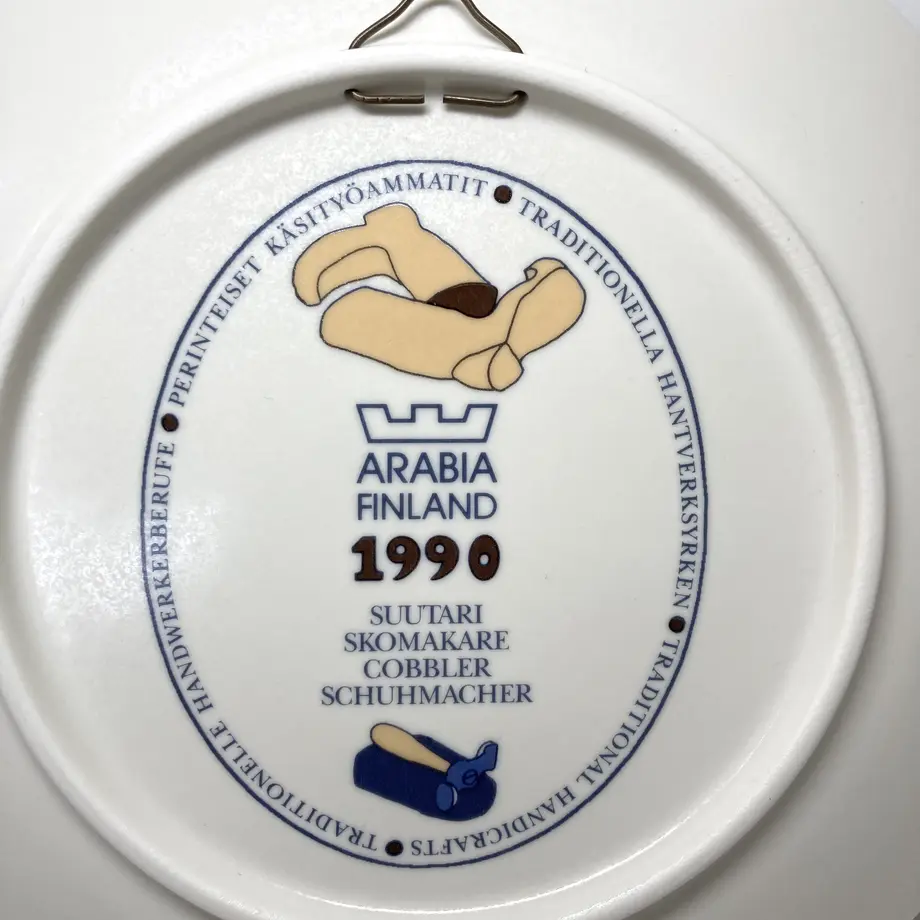 PERINTEISET KÄSITYÖAMMATIT • TRADITIONELLA HANTVERKSYRKEN • TRADITIONAL HANDICRAFTS • TRADITIONELLE HANDWERKERBERUFE •
ARABIA
FINLAND
1990
SUUTARI
SKOMAKARE
COBBLER
SCHUHMACHER